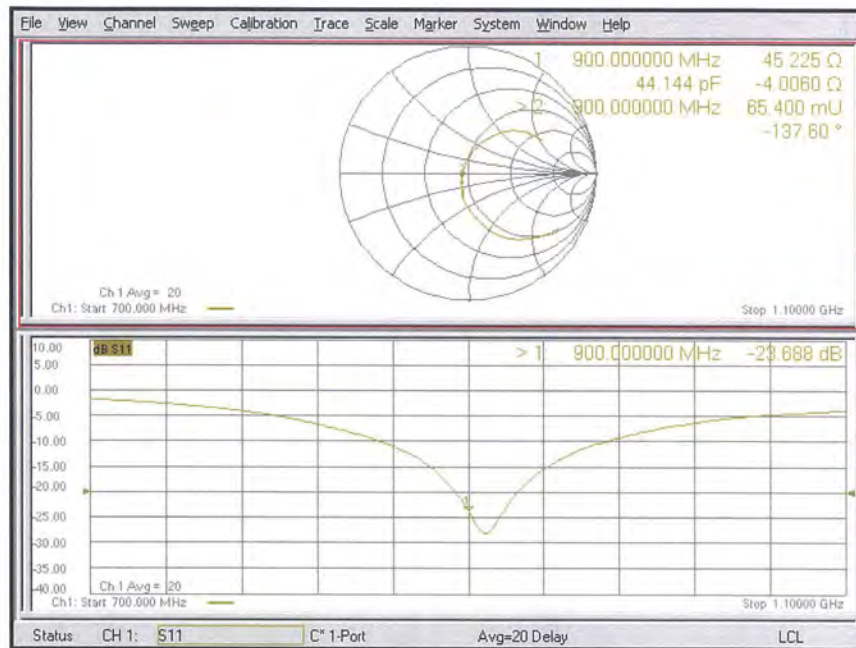 File View Channel Sweep Calibration Trace Scale Marker System Window Help
1 900.000000 MHz 45.225 Ω
44.144 pF -4.0060 Ω
> 2 900.000000 MHz 65.400 mU
-137.60 °
Ch 1 Avg = 20
Ch1: Start 700.000 MHz
Stop 1.10000 GHz
10.00
dB S11
> 1 900.000000 MHz -23.688 dB
5.00
0.00
-5.00
-10.00
-15.00
-20.00
1
-25.00
-30.00
-35.00
-40.00
Ch 1 Avg = 20
Ch1: Start 700.000 MHz
Stop 1.10000 GHz
Status CH 1: S11 C* 1-Port Avg=20 Delay LCL